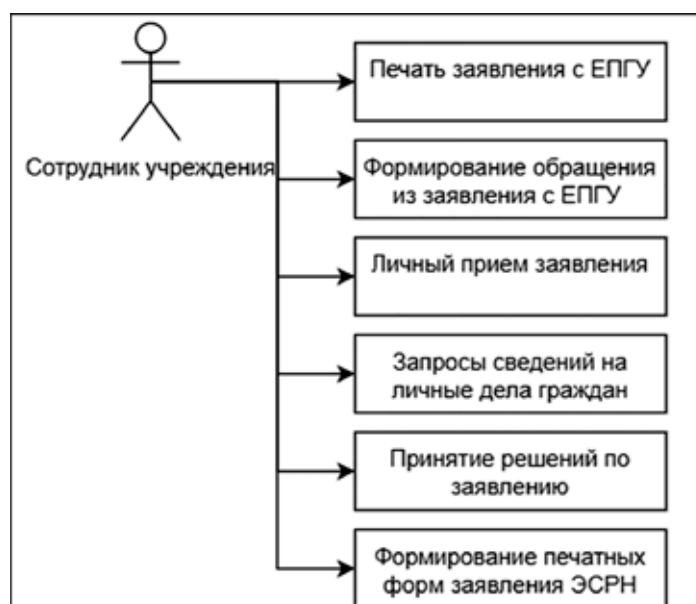 Сотрудник учреждения
Печать заявления с ЕПГУ
Формирование обращения
из заявления с ЕПГУ
Личный прием заявления
Запросы сведений на
личные дела граждан
Принятие решений по
заявлению
Формирование печатных
форм заявления ЭСРН